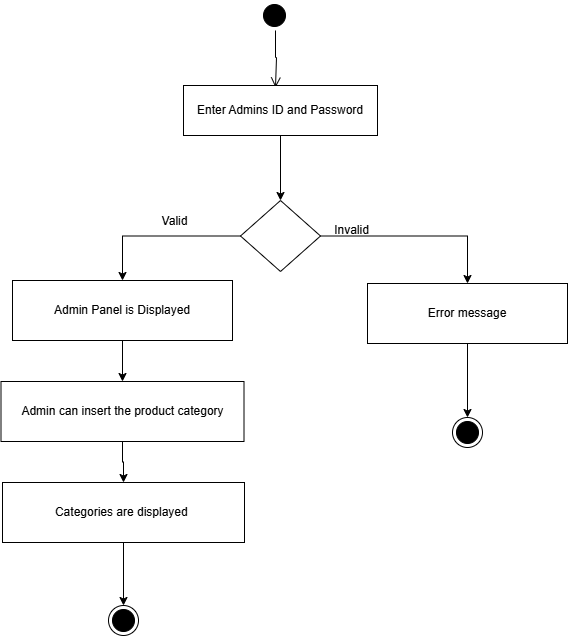 Enter Admins ID and Password
Valid
Invalid
Admin Panel is Displayed
Error message
Admin can insert the product category
Categories are displayed